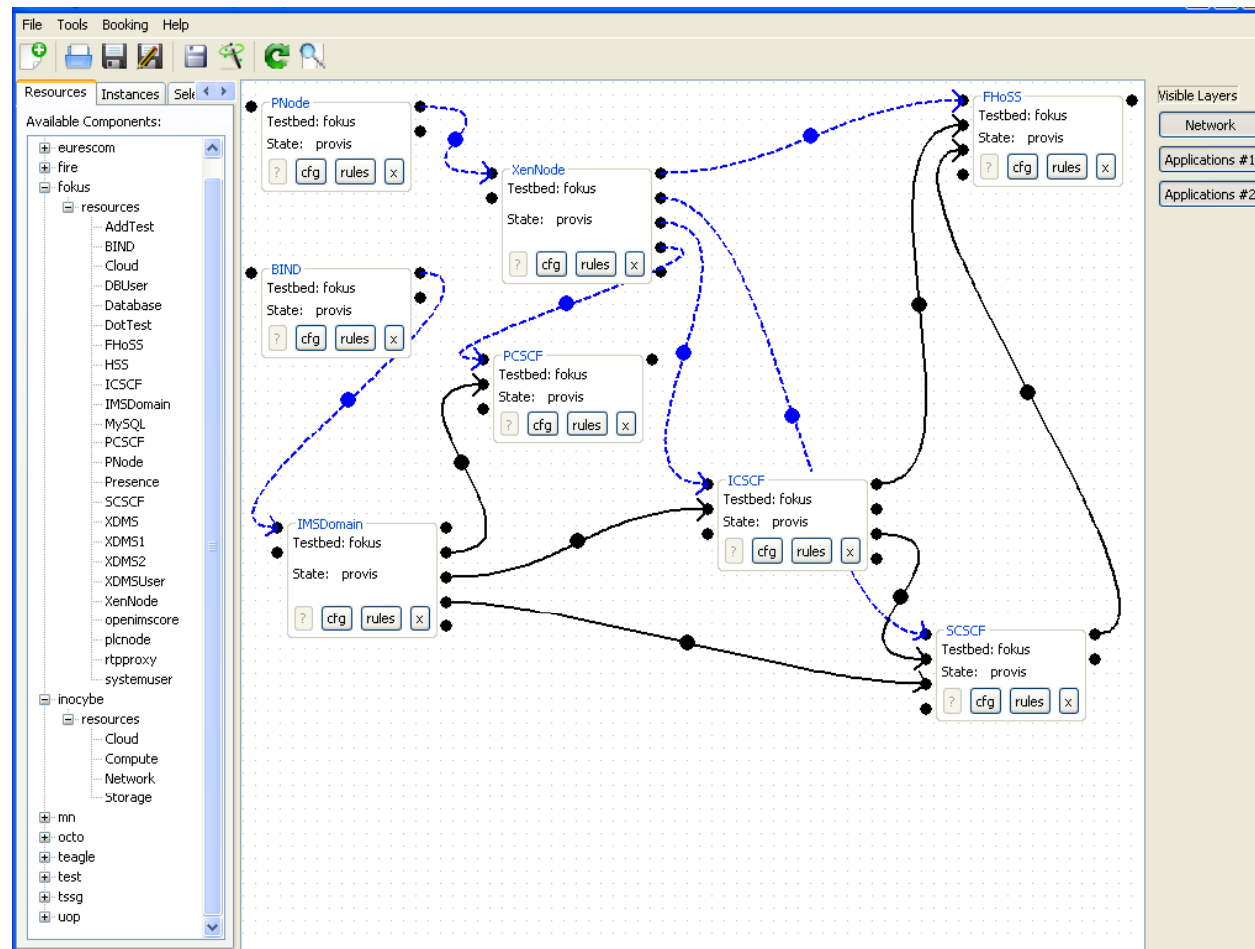 File Tools Booking Help
Resources Instances Sele
Available Components:
eurescom
fire
fokus
resources
AddTest
BIND
Cloud
DBUser
Database
DotTest
FHoSS
HSS
ICSCF
IMSDomain
MySQL
PCSCF
PNode
Presence
SCSCF
XDMS
XDMS1
XDMS2
XDMSUser
XenNode
openimscore
plcnode
rtpproxy
systemuser
inocybe
resources
Cloud
Compute
Network
Storage
mn
octo
teagle
test
tssg
uop
PNode
Testbed: fokus
State: provis
? cfg rules x
XenNode
Testbed: fokus
State: provis
? cfg rules x
FHoSS
Testbed: fokus
State: provis
? cfg rules x
BIND
Testbed: fokus
State: provis
? cfg rules x
PCSCF
Testbed: fokus
State: provis
? cfg rules x
ICSCF
Testbed: fokus
State: provis
? cfg rules x
IMSDomain
Testbed: fokus
State: provis
? cfg rules x
SCSCF
Testbed: fokus
State: provis
? cfg rules x
Visible Layers
Network
Applications #1
Applications #2